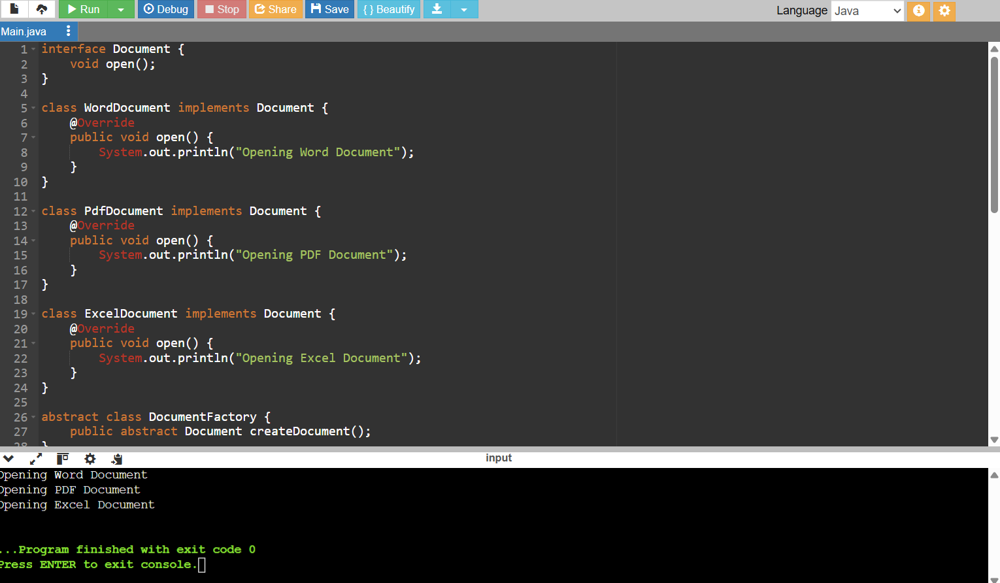 Run Debug Stop Share Save { } Beautify Language Java
Main.java
1 interface Document {
2     void open();
3 }
4
5 class WordDocument implements Document {
6     @Override
7     public void open() {
8         System.out.println("Opening Word Document");
9     }
10 }
11
12 class PdfDocument implements Document {
13     @Override
14     public void open() {
15         System.out.println("Opening PDF Document");
16     }
17 }
18
19 class ExcelDocument implements Document {
20     @Override
21     public void open() {
22         System.out.println("Opening Excel Document");
23     }
24 }
25
26 abstract class DocumentFactory {
27     public abstract Document createDocument();
28 }
input
Opening Word Document
Opening PDF Document
Opening Excel Document
...Program finished with exit code 0
Press ENTER to exit console.